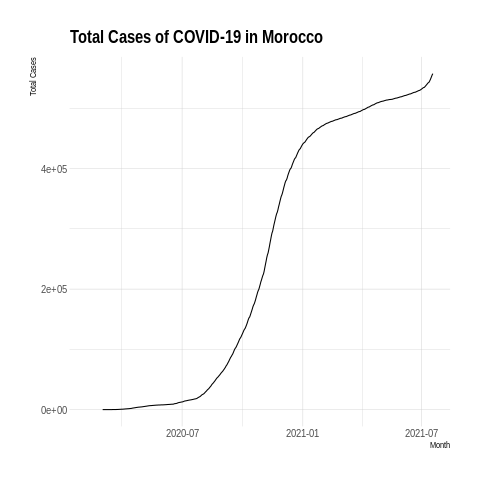 Total Cases of COVID-19 in Morocco
Total Cases
4e+05
2e+05
0e+00
2020-07 2021-01 2021-07
Month